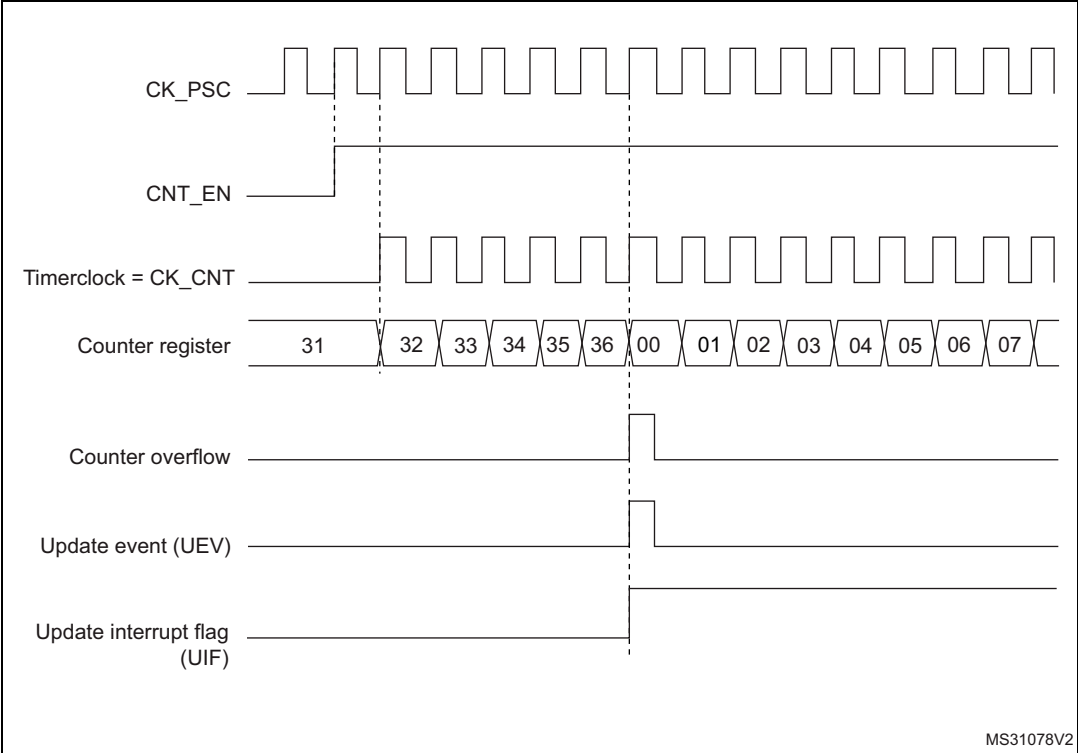 CK_PSC
CNT_EN
Timerclock = CK_CNT
Counter register 31 32 33 34 35 36 00 01 02 03 04 05 06 07
Counter overflow
Update event (UEV)
Update interrupt flag
(UIF)
MS31078V2